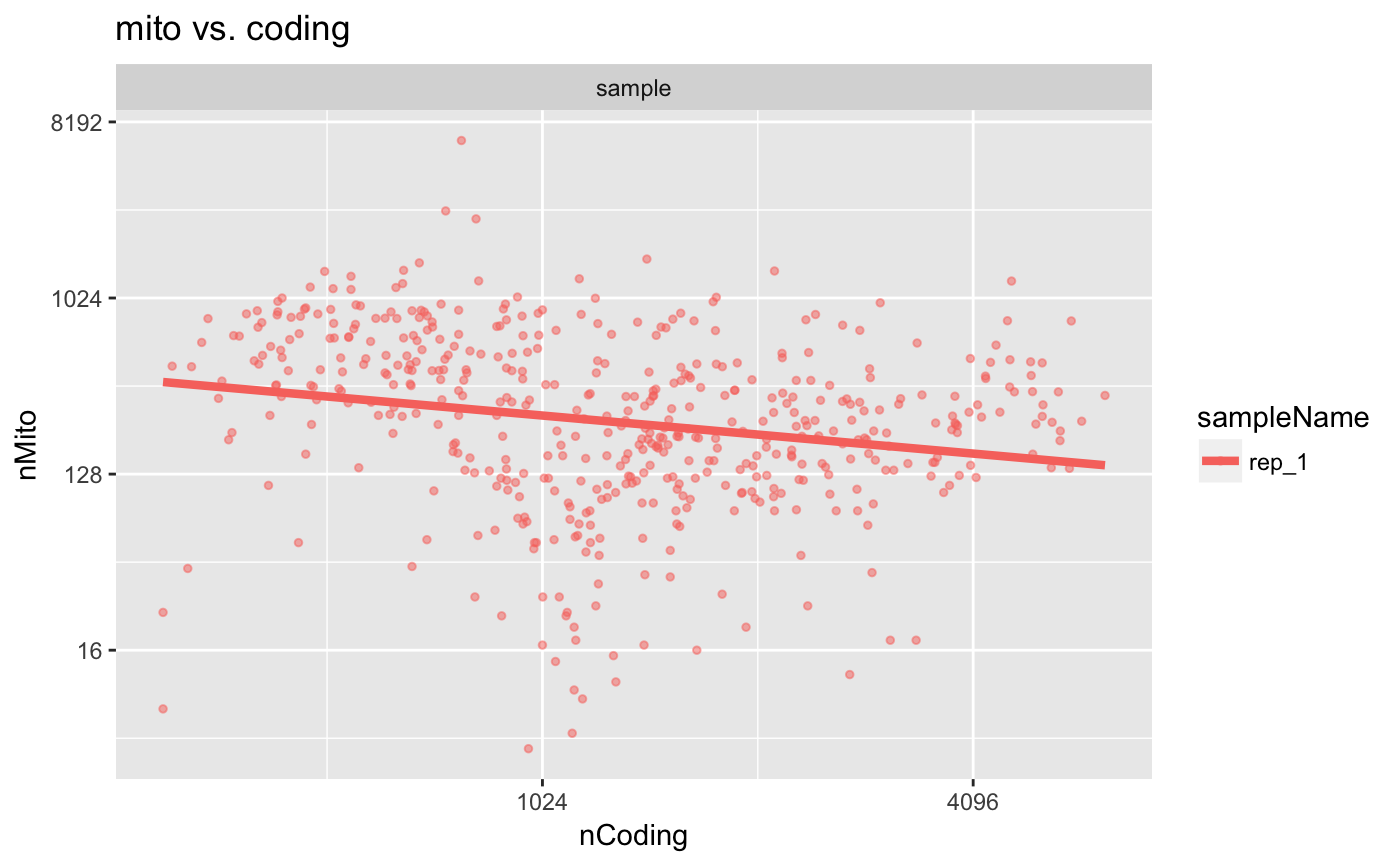 mito vs. coding
sample
8192
1024
128
16
nMito
1024
4096
nCoding
sampleName
rep_1